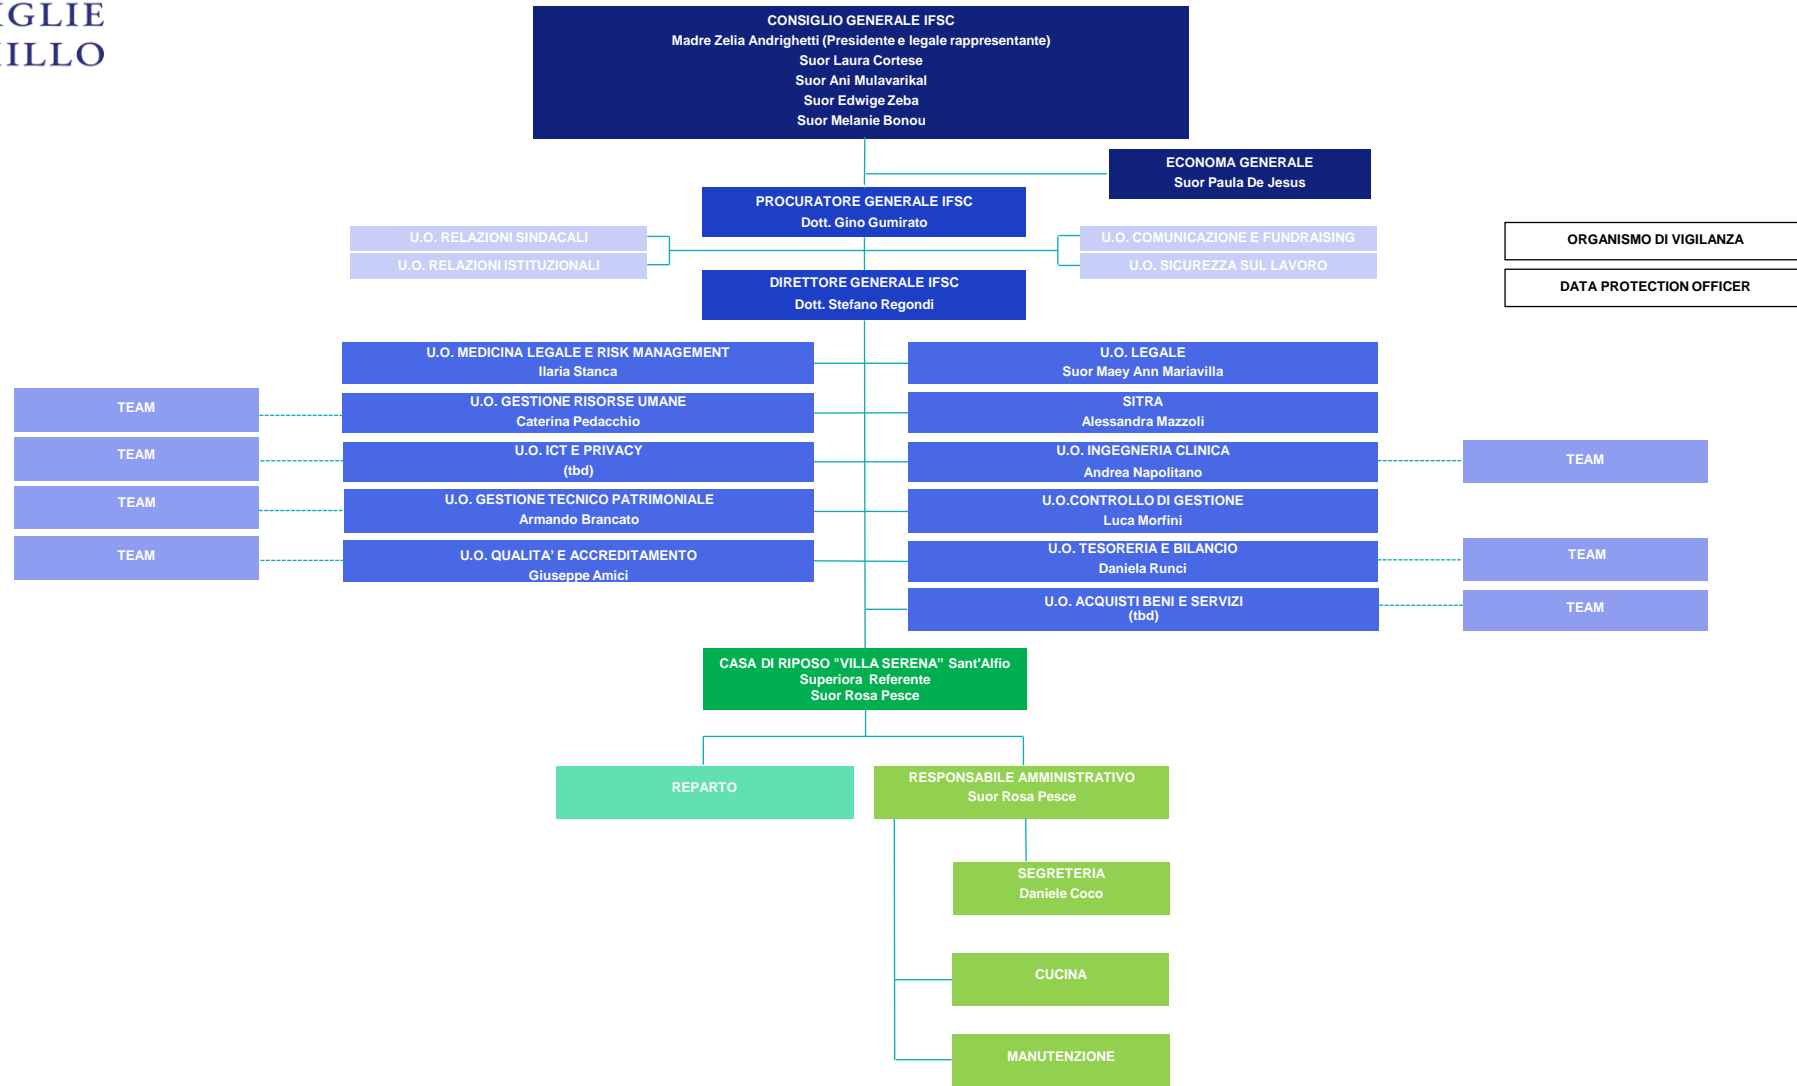 IGLIE
ILLO
CONSIGLIO GENERALE IFSC
Madre Zelia Andrighetti (Presidente e legale rappresentante)
Suor Laura Cortese
Suor Ani Mulavarikal
Suor Edwige Zeba
Suor Melanie Bonou
ECONOMA GENERALE
Suor Paula De Jesus
PROCURATORE GENERALE IFSC
Dott. Gino Gumirato
U.O. RELAZIONI SINDACALI
U.O. RELAZIONI ISTITUZIONALI
U.O. COMUNICAZIONE E FUNDRAISING
U.O. SICUREZZA SUL LAVORO
ORGANISMO DI VIGILANZA
DATA PROTECTION OFFICER
DIRETTORE GENERALE IFSC
Dott. Stefano Regondi
U.O. MEDICINA LEGALE E RISK MANAGEMENT
Ilaria Stanca
U.O. LEGALE
Suor Maey Ann Mariavilla
TEAM
U.O. GESTIONE RISORSE UMANE
Caterina Pedacchio
SITRA
Alessandra Mazzoli
TEAM
U.O. ICT E PRIVACY
(tbd)
U.O. INGEGNERIA CLINICA
Andrea Napolitano
TEAM
TEAM
U.O. GESTIONE TECNICO PATRIMONIALE
Armando Brancato
U.O.CONTROLLO DI GESTIONE
Luca Morfini
TEAM
U.O. QUALITA' E ACCREDITAMENTO
Giuseppe Amici
U.O. TESORERIA E BILANCIO
Daniela Runci
TEAM
U.O. ACQUISTI BENI E SERVIZI
(tbd)
TEAM
CASA DI RIPOSO "VILLA SERENA" Sant'Alfio
Superiora Referente
Suor Rosa Pesce
REPARTO
RESPONSABILE AMMINISTRATIVO
Suor Rosa Pesce
SEGRETERIA
Daniele Coco
CUCINA
MANUTENZIONE